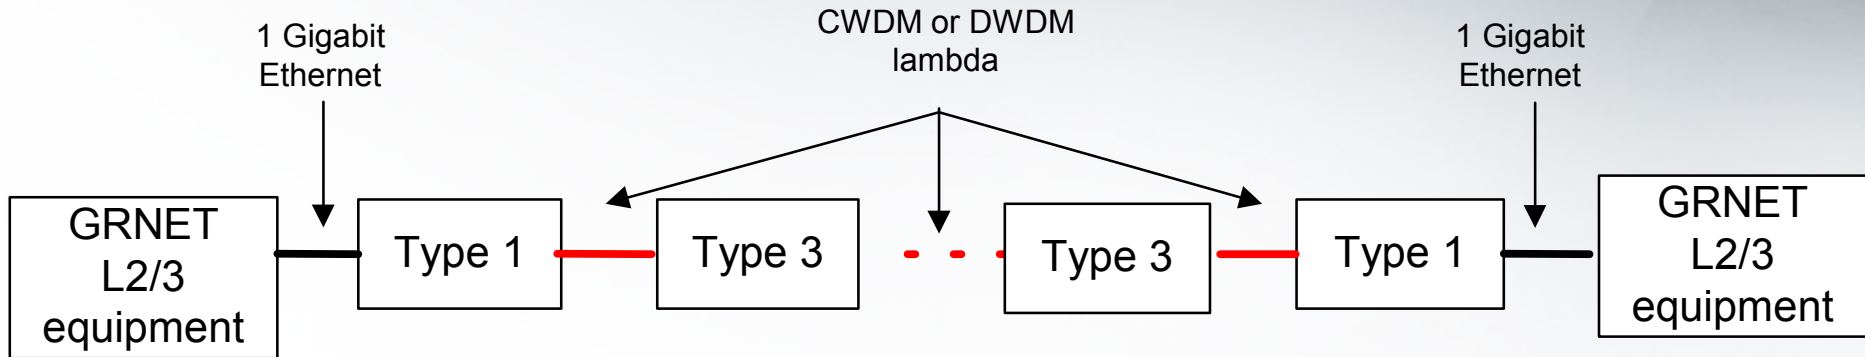 1 Gigabit
Ethernet
CWDM or DWDM
lambda
1 Gigabit
Ethernet
GRNET
L2/3
equipment
Type 1
Type 3
Type 3
Type 1
GRNET
L2/3
equipment